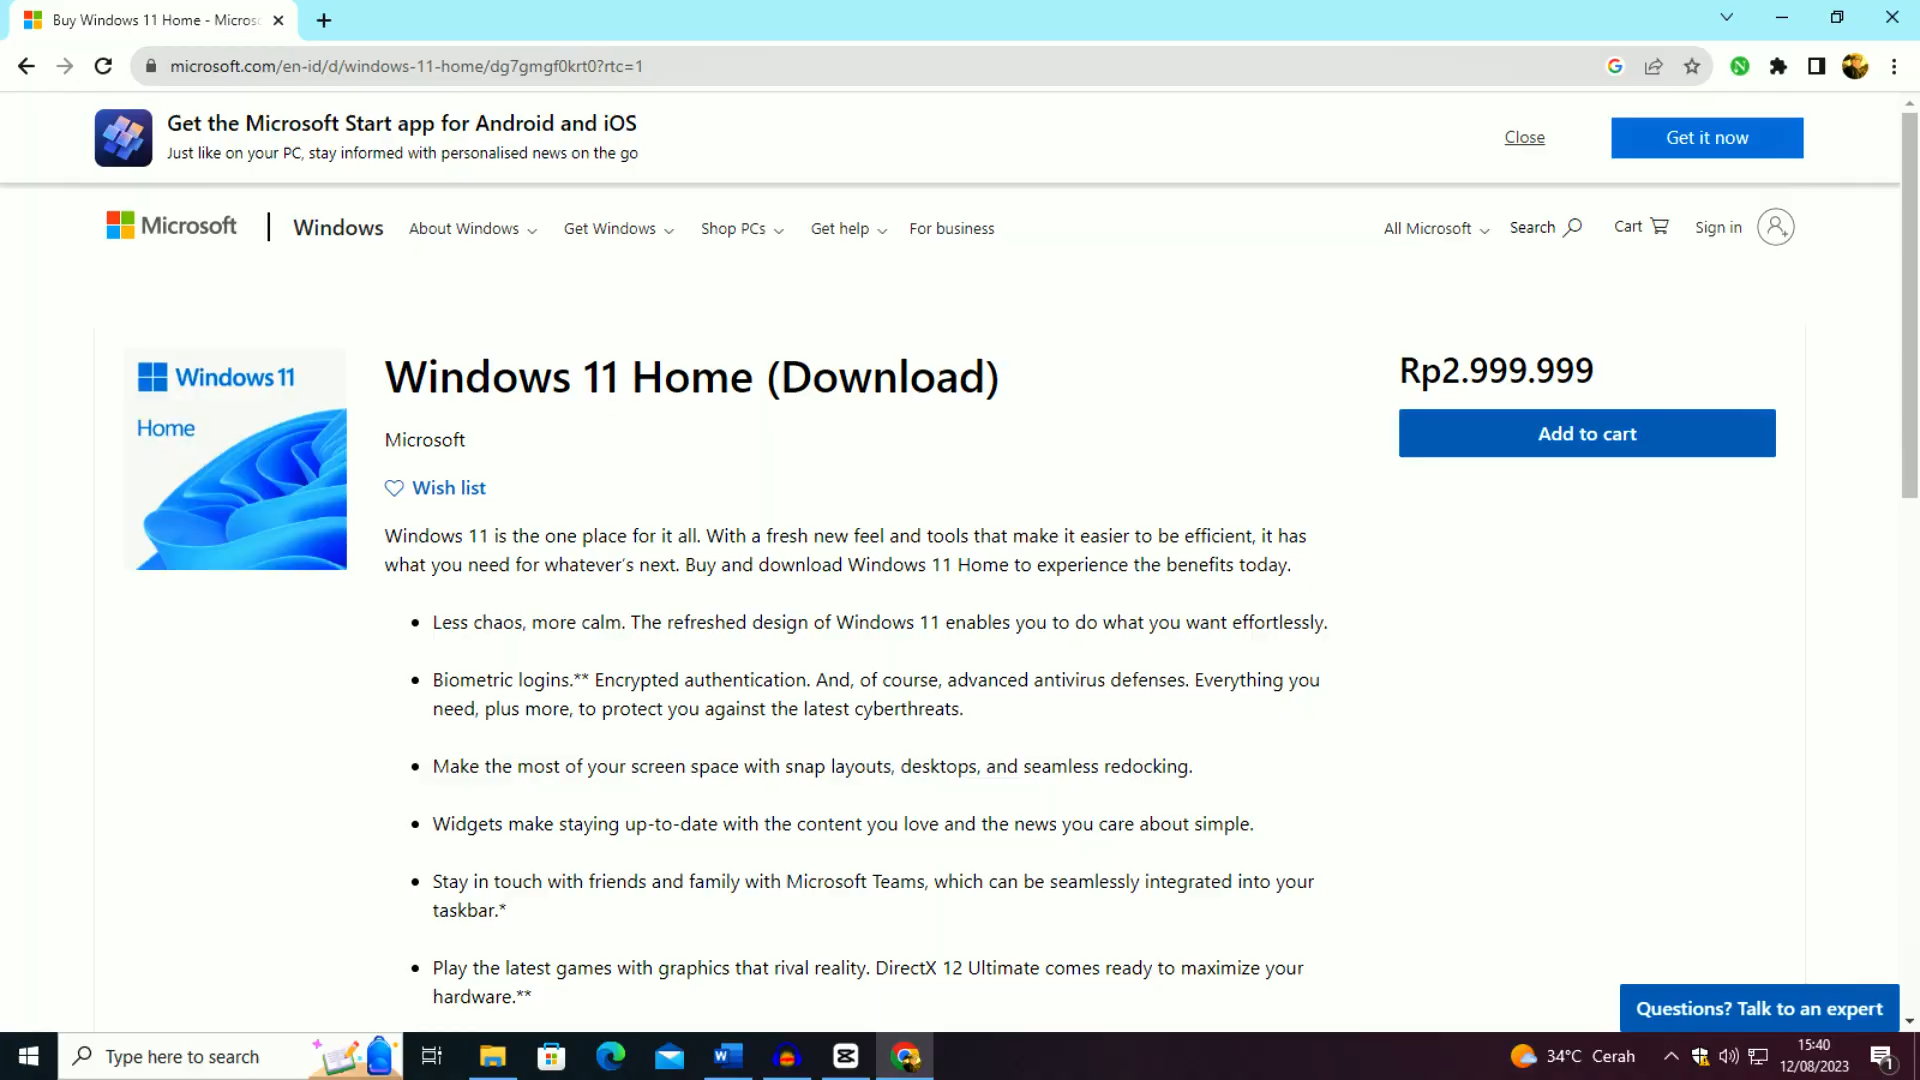 Buy Windows 11 Home - Micros
microsoft.com/en-id/d/windows-11-home/dg7gmgf0krt0?rtc=1
Get the Microsoft Start app for Android and iOS
Just like on your PC, stay informed with personalised news on the go
Close
Get it now
Microsoft
Windows
About Windows
Get Windows
Shop PCs
Get help
For business
All Microsoft
Search
Cart
Sign in
Windows 11
Home
Windows 11 Home (Download)
Rp2.999.999
Add to cart
Microsoft
Wish list
Windows 11 is the one place for it all. With a fresh new feel and tools that make it easier to be efficient, it has
what you need for whatever's next. Buy and download Windows 11 Home to experience the benefits today.
• Less chaos, more calm. The refreshed design of Windows 11 enables you to do what you want effortlessly.
• Biometric logins.** Encrypted authentication. And, of course, advanced antivirus defenses. Everything you
need, plus more, to protect you against the latest cyberthreats.
• Make the most of your screen space with snap layouts, desktops, and seamless redocking.
• Widgets make staying up-to-date with the content you love and the news you care about simple.
• Stay in touch with friends and family with Microsoft Teams, which can be seamlessly integrated into your
taskbar.*
• Play the latest games with graphics that rival reality. DirectX 12 Ultimate comes ready to maximize your
hardware.**
Questions? Talk to an expert
Type here to search
34°C Cerah
15:40
12/08/2023
1